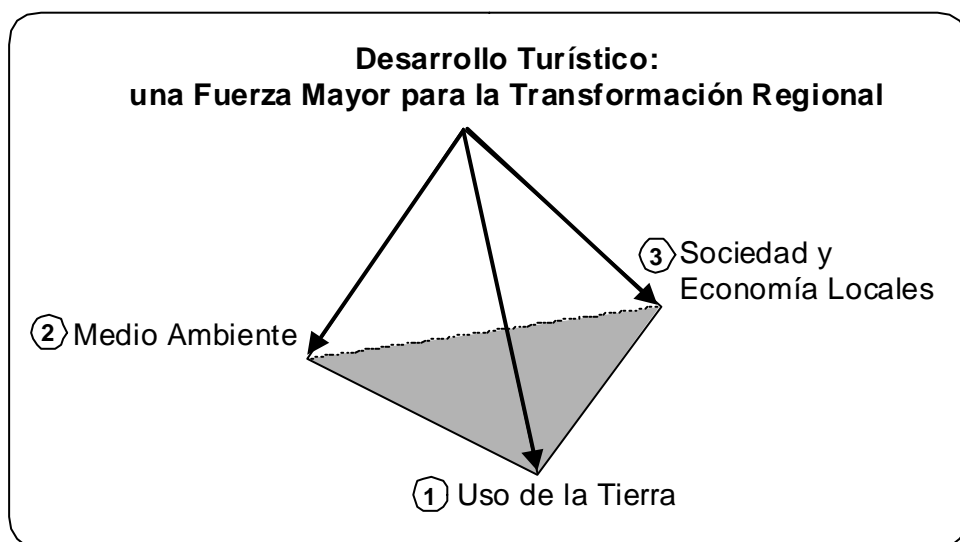 Desarrollo Turístico:
una Fuerza Mayor para la Transformación Regional
3 Sociedad y
Economía Locales
2 Medio Ambiente
1 Uso de la Tierra